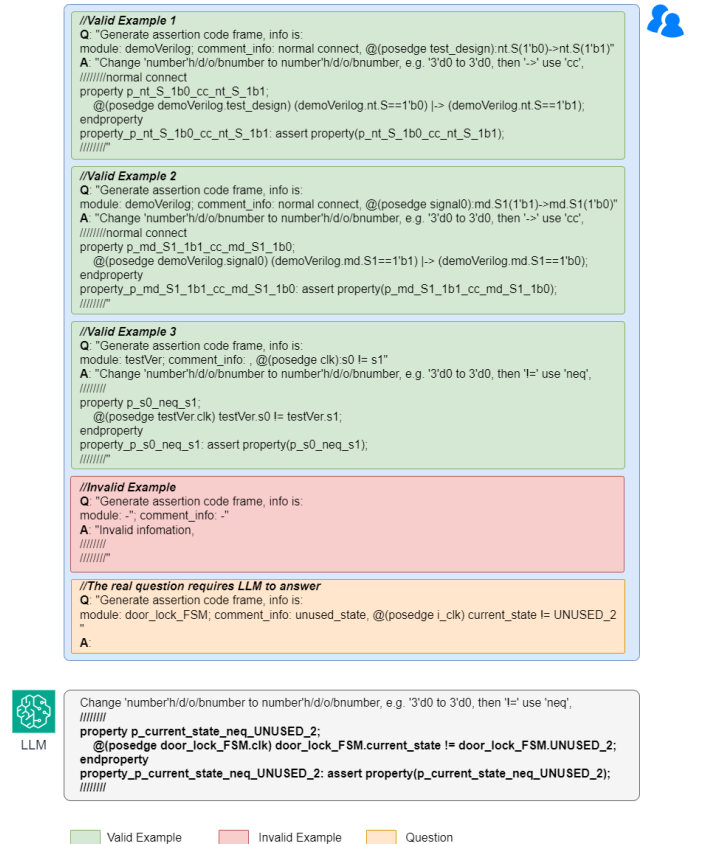 //Valid Example 1
Q: "Generate assertion code frame, info is:
module: demoVerilog; comment_info: normal connect, @(posedge test_design):nt.S(1'b0)->nt.S(1'b1)"
A: "Change 'number'h/d/o/bnumber to number'h/d/o/bnumber, e.g. '3'd0 to 3'd0, then '->' use 'cc',
////////normal connect
property p_nt_S_1b0_cc_nt_S_1b1;
@(posedge demoVerilog.test_design) (demoVerilog.nt.S==1'b0) |-> (demoVerilog.nt.S==1'b1);
endproperty
property_p_nt_S_1b0_cc_nt_S_1b1: assert property(p_nt_S_1b0_cc_nt_S_1b1);
////////"
//Valid Example 2
Q: "Generate assertion code frame, info is:
module: demoVerilog; comment_info: normal connect, @(posedge signal0):md.S1(1'b1)->md.S1(1'b0)"
A: "Change 'number'h/d/o/bnumber to number'h/d/o/bnumber, e.g. '3'd0 to 3'd0, then '->' use 'cc',
////////normal connect
property p_md_S1_1b1_cc_md_S1_1b0;
@(posedge demoVerilog.signal0) (demoVerilog.md.S1==1'b1) |-> (demoVerilog.md.S1==1'b0);
endproperty
property_p_md_S1_1b1_cc_md_S1_1b0: assert property(p_md_S1_1b1_cc_md_S1_1b0);
////////"
//Valid Example 3
Q: "Generate assertion code frame, info is:
module: testVer; comment_info: , @(posedge clk):s0 != s1"
A: "Change 'number'h/d/o/bnumber to number'h/d/o/bnumber, e.g. '3'd0 to 3'd0, then '!=' use 'neq',
////////
property p_s0_neq_s1;
@(posedge testVer.clk) testVer.s0 != testVer.s1;
endproperty
property_p_s0_neq_s1: assert property(p_s0_neq_s1);
////////"
//Invalid Example
Q: "Generate assertion code frame, info is:
module: -"; comment_info: -"
A: "Invalid infomation,
////////
////////"
//The real question requires LLM to answer
Q: "Generate assertion code frame, info is:
module: door_lock_FSM; comment_info: unused_state, @(posedge i_clk) current_state != UNUSED_2
"
A:
LLM
Change 'number'h/d/o/bnumber to number'h/d/o/bnumber, e.g. '3'd0 to 3'd0, then '!=' use 'neq',
////////
property p_current_state_neq_UNUSED_2;
@(posedge door_lock_FSM.clk) door_lock_FSM.current_state != door_lock_FSM.UNUSED_2;
endproperty
property_p_current_state_neq_UNUSED_2: assert property(p_current_state_neq_UNUSED_2);
////////
Valid Example
Invalid Example
Question